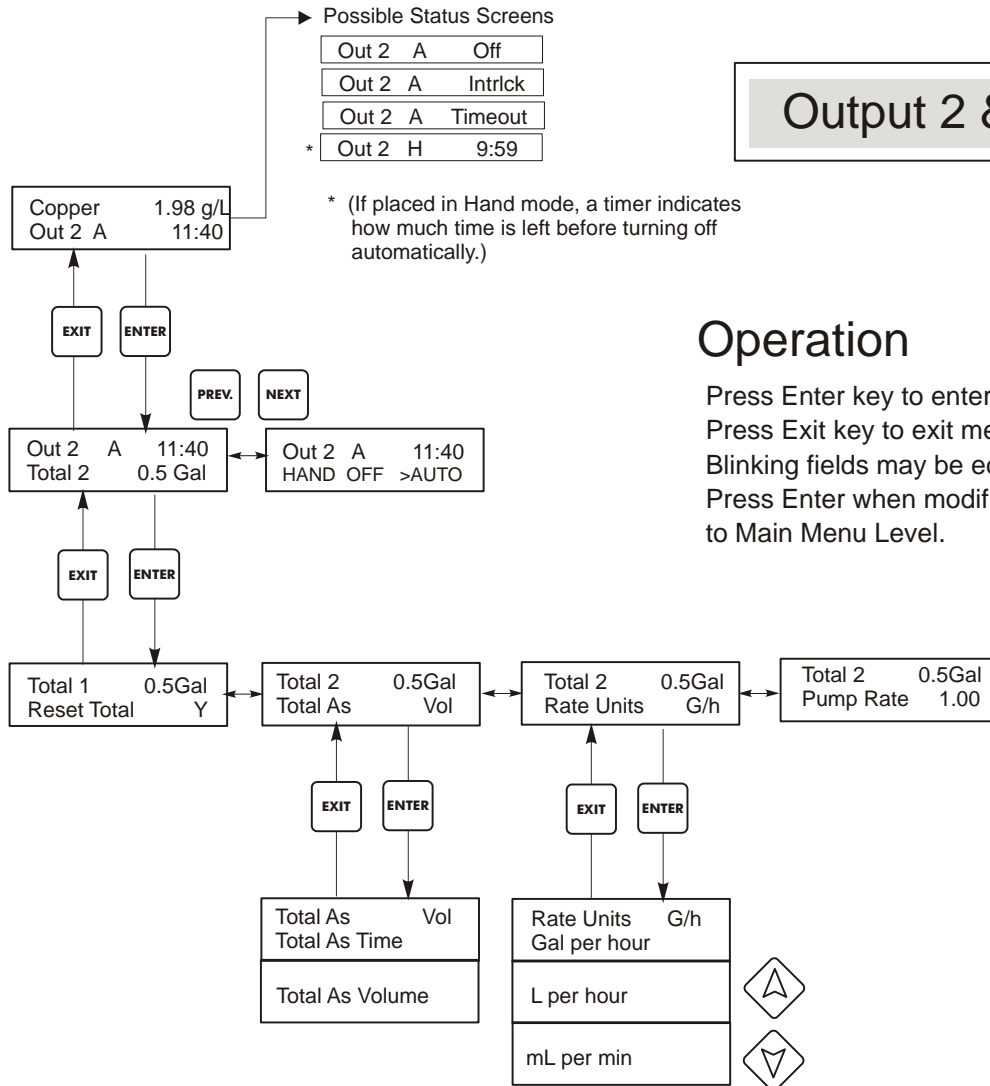 Possible Status Screens
Out 2 A Off
Out 2 A Intrlck
Out 2 A Timeout
* Out 2 H 9:59
Output 2 &
* (If placed in Hand mode, a timer indicates
how much time is left before turning off
automatically.)
Copper 1.98 g/L
Out 2 A 11:40
EXIT
ENTER
PREV.
NEXT
Operation
Press Enter key to enter
Press Exit key to exit me
Blinking fields may be ec
Press Enter when modif
to Main Menu Level.
Out 2 A 11:40
Total 2 0.5 Gal
Out 2 A 11:40
HAND OFF >AUTO
EXIT
ENTER
Total 1 0.5Gal
Reset Total Y
Total 2 0.5Gal
Total As Vol
Total 2 0.5Gal
Rate Units G/h
Total 2 0.5Gal
Pump Rate 1.00
EXIT
ENTER
EXIT
ENTER
Total As Vol
Total As Time
Total As Volume
Rate Units G/h
Gal per hour
L per hour
mL per min